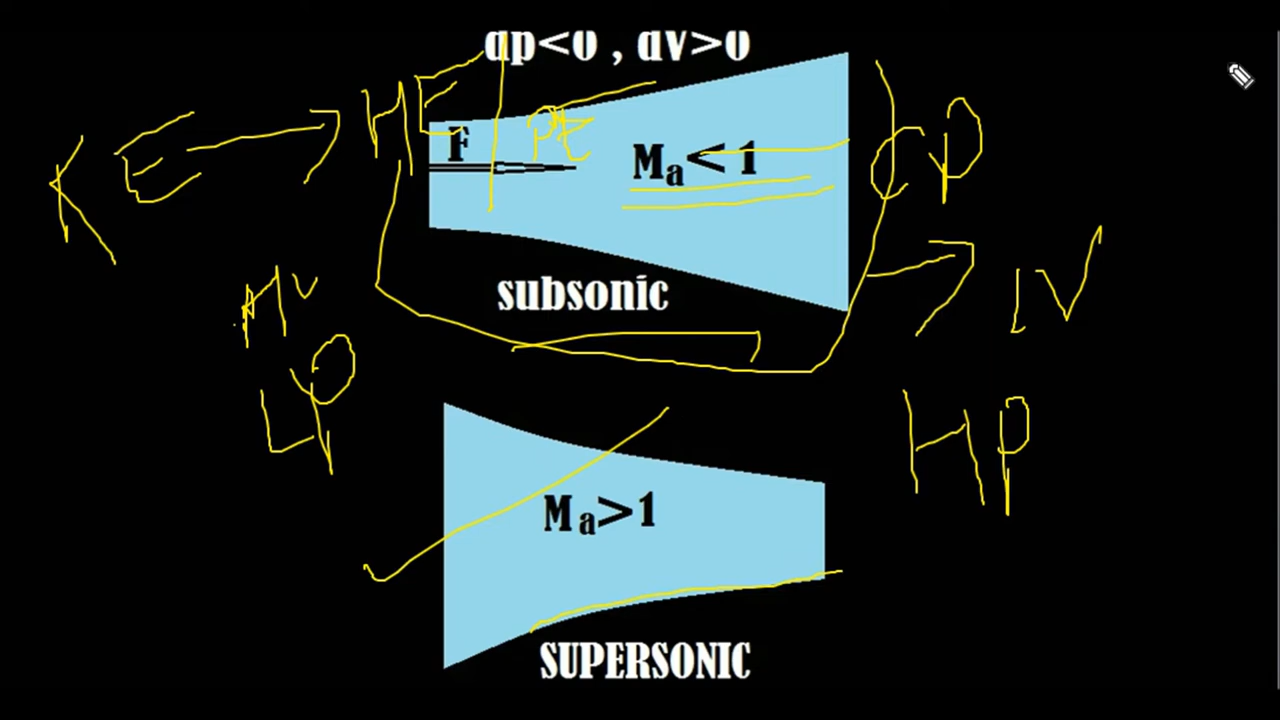 dp<0 , dv>0
KE → HE
PE
F
Ma<1
CP
subsonic
HV
LV
LP
HP
Ma>1
SUPERSONIC